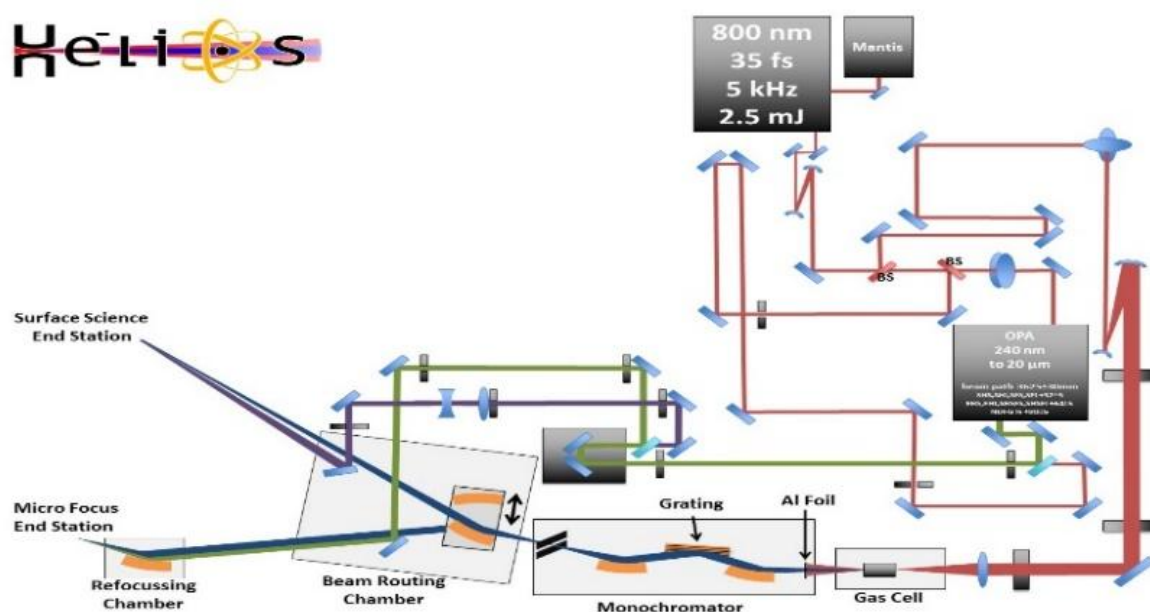 Hēlios
800 nm
35 fs
5 kHz
2.5 mJ
Mantis
BS
BS
OPA
240 nm
to 20 μm
Surface Science
End Station
Micro Focus
End Station
Refocussing
Chamber
Beam Routing
Chamber
Grating
Al Foil
Monochromator
Gas Cell